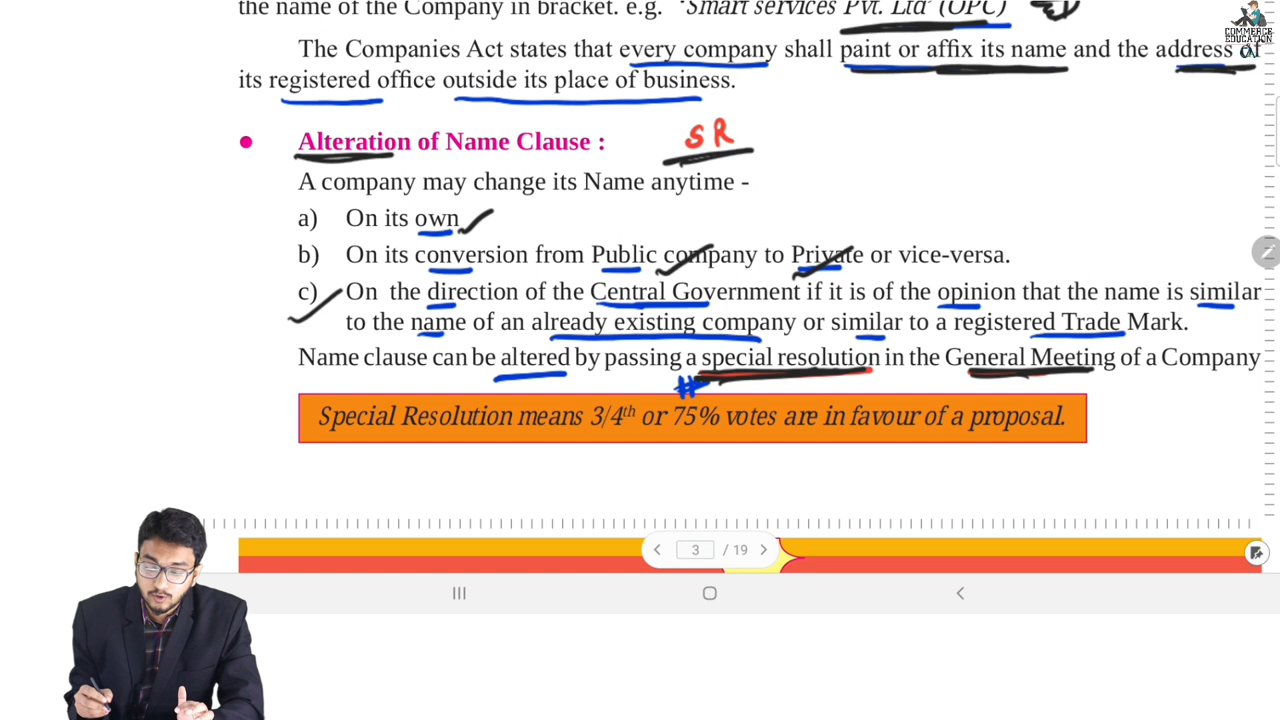 the name of the Company in bracket. e.g. 'Smart services Pvt. Ltd' (OPC)
COMMERCE
EDUCATION
The Companies Act states that every company shall paint or affix its name and the address of
its registered office outside its place of business.
● Alteration of Name Clause : SR
A company may change its Name anytime -
a) On its own
b) On its conversion from Public company to Private or vice-versa.
c) On the direction of the Central Government if it is of the opinion that the name is similar
to the name of an already existing company or similar to a registered Trade Mark.
Name clause can be altered by passing a special resolution in the General Meeting of a Company
Special Resolution means 3/4th or 75% votes are in favour of a proposal.
3 / 19